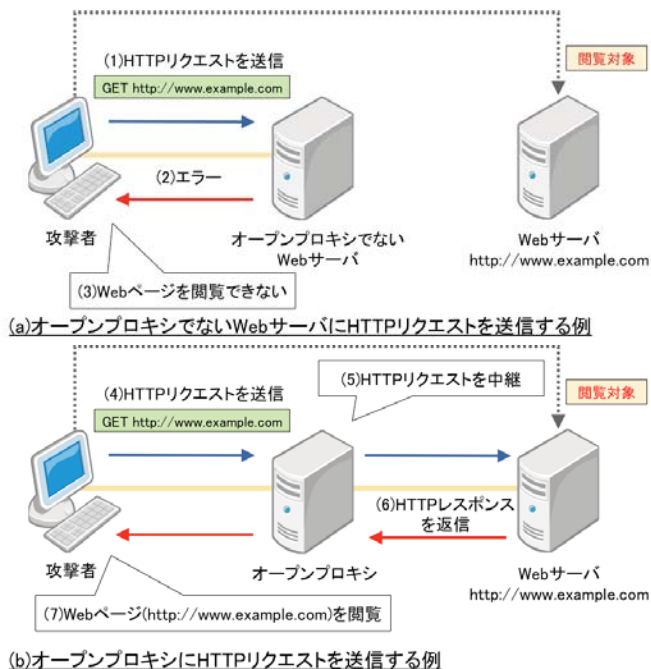 (1)HTTPリクエストを送信
閲覧対象
GET http://www.example.com
(2)エラー
攻撃者
オープンプロキシでない
Webサーバ
Webサーバ
http://www.example.com
(3)Webページを閲覧できない
(a)オープンプロキシでないWebサーバにHTTPリクエストを送信する例
(5)HTTPリクエストを中継
(4)HTTPリクエストを送信
閲覧対象
GET http://www.example.com
(6)HTTPレスポンス
を返信
攻撃者
オープンプロキシ
Webサーバ
http://www.example.com
(7)Webページ(http://www.example.com)を閲覧
(b)オープンプロキシにHTTPリクエストを送信する例